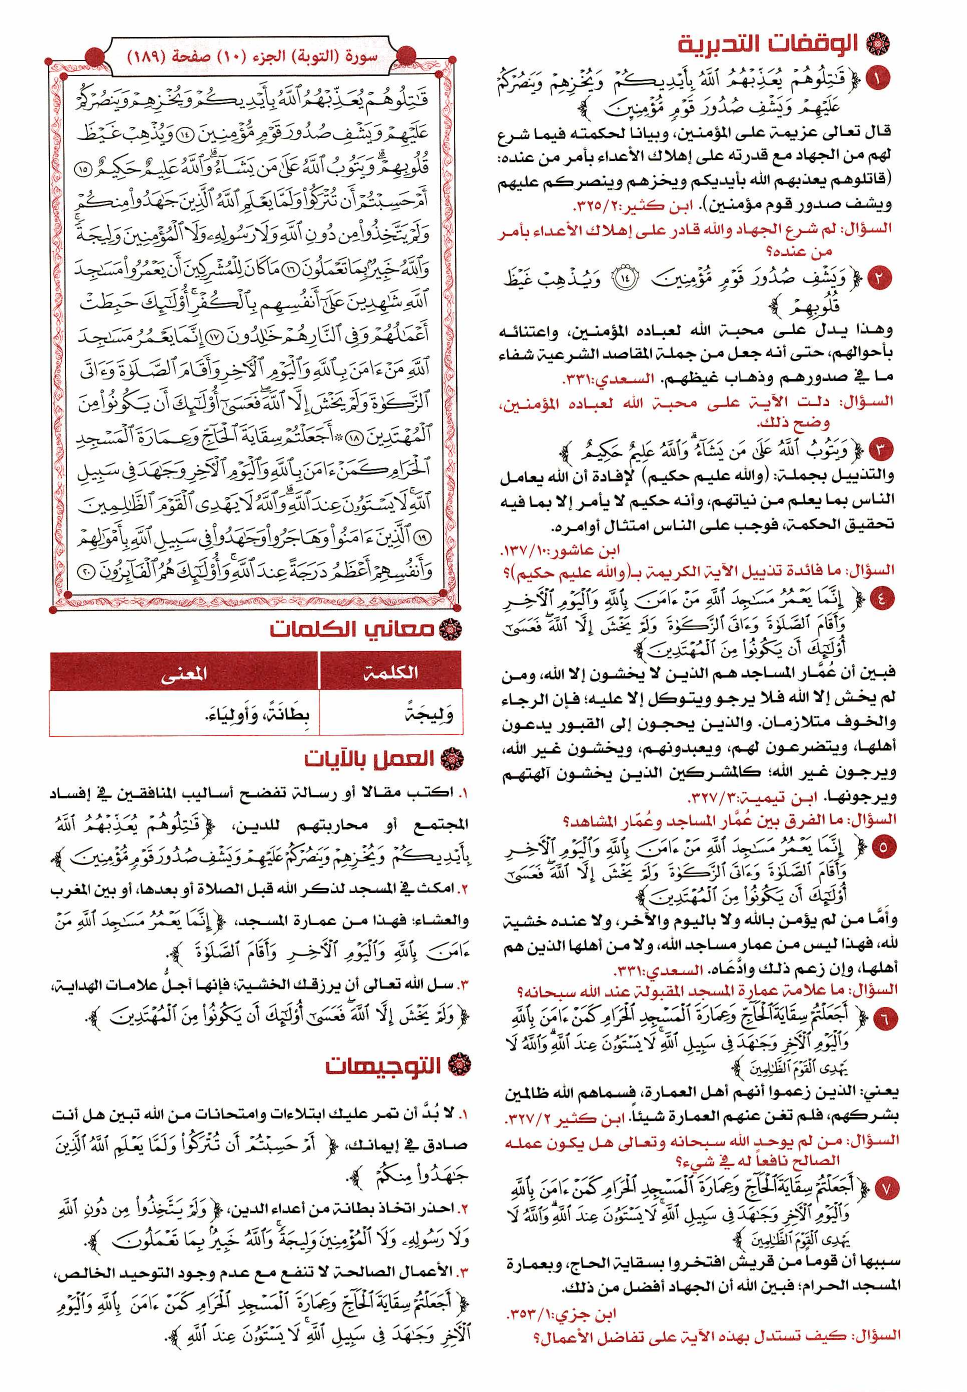 الوقفات التدبرية
١ ﴿ قَٰتِلُوهُمْ يُعَذِّبْهُمُ ٱللَّهُ بِأَيْدِيكُمْ وَيُخْزِهِمْ وَيَنصُرْكُمْ
عَلَيْهِمْ وَيَشْفِ صُدُورَ قَوْمٍ مُّؤْمِنِينَ ﴾
قال تعالى عزيمة على المؤمنين، وبيانا لحكمته فيما شرع
لهم من الجهاد مع قدرته على إهلاك الأعداء بأمر من عنده:
(قاتلوهم يعذبهم الله بأيديكم ويخزهم وينصركم عليهم
ويشف صدور قوم مؤمنين). ابن كثير:٣٢٥/٢.
السؤال: لم شرع الجهاد والله قادر على إهلاك الأعداء بأمر
من عنده؟
٢ ﴿ وَيَشْفِ صُدُورَ قَوْمٍ مُّؤْمِنِينَ ﴿١٤﴾ وَيُذْهِبْ غَيْظَ
قُلُوبِهِمْ ﴾
وهذا يدل على محبة الله لعباده المؤمنين، واعتنائه
بأحوالهم، حتى أنه جعل من جملة المقاصد الشرعية شفاء
ما في صدورهم وذهاب غيظهم. السعدي:٣٣١.
السؤال: دلت الآية على محبة الله لعباده المؤمنين،
وضح ذلك.
٣ ﴿ وَيَتُوبُ ٱللَّهُ عَلَىٰ مَن يَشَآءُ ۗ وَٱللَّهُ عَلِيمٌ حَكِيمٌ ﴾
والتذييل بجملة: (والله عليم حكيم) لإفادة أن الله يعامل
الناس بما يعلم من نياتهم، وأنه حكيم لا يأمر إلا بما فيه
تحقيق الحكمة، فوجب على الناس امتثال أوامره.
ابن عاشور:١٣٧/١٠.
السؤال: ما فائدة تذييل الآية الكريمة بـ(والله عليم حكيم)؟
٤ ﴿ إِنَّمَا يَعْمُرُ مَسَٰجِدَ ٱللَّهِ مَنْ ءَامَنَ بِٱللَّهِ وَٱلْيَوْمِ ٱلْءَاخِرِ
وَأَقَامَ ٱلصَّلَوٰةَ وَءَاتَى ٱلزَّكَوٰةَ وَلَمْ يَخْشَ إِلَّا ٱللَّهَ ۖ فَعَسَىٰٓ
أُو۟لَٰٓئِكَ أَن يَكُونُوا۟ مِنَ ٱلْمُهْتَدِينَ ﴾
فبين أن عُمَّار المساجد هم الذين لا يخشون إلا الله، ومن
لم يخش إلا الله فلا يرجو ويتوكل إلا عليه؛ فإن الرجاء
والخوف متلازمان. والذين يحجون إلى القبور يدعون
أهلها، ويتضرعون لهم، ويعبدونهم، ويخشون غير الله،
ويرجون غير الله؛ كالمشركين الذين يخشون آلهتهم
ويرجونها. ابن تيمية:٣٢٧/٣.
السؤال: ما الفرق بين عُمَّار المساجد وعُمَّار المشاهد؟
٥ ﴿ إِنَّمَا يَعْمُرُ مَسَٰجِدَ ٱللَّهِ مَنْ ءَامَنَ بِٱللَّهِ وَٱلْيَوْمِ ٱلْءَاخِرِ
وَأَقَامَ ٱلصَّلَوٰةَ وَءَاتَى ٱلزَّكَوٰةَ وَلَمْ يَخْشَ إِلَّا ٱللَّهَ ۖ فَعَسَىٰٓ
أُو۟لَٰٓئِكَ أَن يَكُونُوا۟ مِنَ ٱلْمُهْتَدِينَ ﴾
وأمَّا من لم يؤمن بالله ولا باليوم والآخر، ولا عنده خشية
لله، فهذا ليس من عمار مساجد الله، ولا من أهلها الذين هم
أهلها، وإن زعم ذلك وادَّعَاه. السعدي:٣٣١.
السؤال: ما علامة عمارة المسجد المقبولة عند الله سبحانه؟
٦ ﴿ أَجَعَلْتُمْ سِقَايَةَ ٱلْحَآجِّ وَعِمَارَةَ ٱلْمَسْجِدِ ٱلْحَرَامِ كَمَنْ ءَامَنَ بِٱللَّهِ
وَٱلْيَوْمِ ٱلْءَاخِرِ وَجَٰهَدَ فِى سَبِيلِ ٱللَّهِ ۚ لَا يَسْتَوُۥنَ عِندَ ٱللَّهِ ۗ وَٱللَّهُ لَا
يَهْدِى ٱلْقَوْمَ ٱلظَّٰلِمِينَ ﴾
يعني: الذين زعموا أنهم أهل العمارة، فسماهم الله ظالمين
بشركهم، فلم تغن عنهم العمارة شيئاً. ابن كثير ٣٢٧/٢.
السؤال: من لم يوحد الله سبحانه وتعالى هل يكون عمله
الصالح نافعاً له في شيء؟
٧ ﴿ أَجَعَلْتُمْ سِقَايَةَ ٱلْحَآجِّ وَعِمَارَةَ ٱلْمَسْجِدِ ٱلْحَرَامِ كَمَنْ ءَامَنَ بِٱللَّهِ
وَٱلْيَوْمِ ٱلْءَاخِرِ وَجَٰهَدَ فِى سَبِيلِ ٱللَّهِ ۚ لَا يَسْتَوُۥنَ عِندَ ٱللَّهِ ۗ وَٱللَّهُ لَا
يَهْدِى ٱلْقَوْمَ ٱلظَّٰلِمِينَ ﴾
سببها أن قوماً من قريش افتخروا بسقاية الحاج، وبعمارة
المسجد الحرام؛ فبين الله أن الجهاد أفضل من ذلك.
ابن جزي:٣٥٣/١.
السؤال: كيف تستدل بهذه الآية على تفاضل الأعمال؟
سورة (التوبة) الجزء (١٠) صفحة (١٨٩)
قَٰتِلُوهُمْ يُعَذِّبْهُمُ ٱللَّهُ بِأَيْدِيكُمْ وَيُخْزِهِمْ وَيَنصُرْكُمْ
عَلَيْهِمْ وَيَشْفِ صُدُورَ قَوْمٍ مُّؤْمِنِينَ ١٤ وَيُذْهِبْ غَيْظَ
قُلُوبِهِمْ ۗ وَيَتُوبُ ٱللَّهُ عَلَىٰ مَن يَشَآءُ ۗ وَٱللَّهُ عَلِيمٌ حَكِيمٌ ١٥
أَمْ حَسِبْتُمْ أَن تُتْرَكُوا۟ وَلَمَّا يَعْلَمِ ٱللَّهُ ٱلَّذِينَ جَٰهَدُوا۟ مِنكُمْ
وَلَمْ يَتَّخِذُوا۟ مِن دُونِ ٱللَّهِ وَلَا رَسُولِهِۦ وَلَا ٱلْمُؤْمِنِينَ وَلِيجَةً ۚ
وَٱللَّهُ خَبِيرٌۢ بِمَا تَعْمَلُونَ ١٦ مَا كَانَ لِلْمُشْرِكِينَ أَن يَعْمُرُوا۟ مَسَٰجِدَ
ٱللَّهِ شَٰهِدِينَ عَلَىٰٓ أَنفُسِهِم بِٱلْكُفْرِ ۚ أُو۟لَٰٓئِكَ حَبِطَتْ
أَعْمَٰلُهُمْ وَفِى ٱلنَّارِ هُمْ خَٰلِدُونَ ١٧ إِنَّمَا يَعْمُرُ مَسَٰجِدَ
ٱللَّهِ مَنْ ءَامَنَ بِٱللَّهِ وَٱلْيَوْمِ ٱلْءَاخِرِ وَأَقَامَ ٱلصَّلَوٰةَ وَءَاتَى
ٱلزَّكَوٰةَ وَلَمْ يَخْشَ إِلَّا ٱللَّهَ ۖ فَعَسَىٰٓ أُو۟لَٰٓئِكَ أَن يَكُونُوا۟ مِنَ
ٱلْمُهْتَدِينَ ١٨ ۞ أَجَعَلْتُمْ سِقَايَةَ ٱلْحَآجِّ وَعِمَارَةَ ٱلْمَسْجِدِ
ٱلْحَرَامِ كَمَنْ ءَامَنَ بِٱللَّهِ وَٱلْيَوْمِ ٱلْءَاخِرِ وَجَٰهَدَ فِى سَبِيلِ
ٱللَّهِ ۚ لَا يَسْتَوُۥنَ عِندَ ٱللَّهِ ۗ وَٱللَّهُ لَا يَهْدِى ٱلْقَوْمَ ٱلظَّٰلِمِينَ
١٩ ٱلَّذِينَ ءَامَنُوا۟ وَهَاجَرُوا۟ وَجَٰهَدُوا۟ فِى سَبِيلِ ٱللَّهِ بِأَمْوَٰلِهِمْ
وَأَنفُسِهِمْ أَعْظَمُ دَرَجَةً عِندَ ٱللَّهِ ۚ وَأُو۟لَٰٓئِكَ هُمُ ٱلْفَآئِزُونَ ٢٠
معاني الكلمات
الكلمة المعنى
وَلِيجَةً بِطَانَةً، وَأَولِيَاءَ.
العمل بالآيات
١. اكتب مقالا أو رسالة تفضح أساليب المنافقين في إفساد
المجتمع أو محاربتهم للدين، ﴿ قَٰتِلُوهُمْ يُعَذِّبْهُمُ ٱللَّهُ
بِأَيْدِيكُمْ وَيُخْزِهِمْ وَيَنصُرْكُمْ عَلَيْهِمْ وَيَشْفِ صُدُورَ قَوْمٍ مُّؤْمِنِينَ ﴾.
٢. امكث في المسجد لذكر الله قبل الصلاة أو بعدها، أو بين المغرب
والعشاء: فهذا من عمارة المسجد، ﴿ إِنَّمَا يَعْمُرُ مَسَٰجِدَ ٱللَّهِ مَنْ
ءَامَنَ بِٱللَّهِ وَٱلْيَوْمِ ٱلْءَاخِرِ وَأَقَامَ ٱلصَّلَوٰةَ ﴾.
٣. سل الله تعالى أن يرزقك الخشية؛ فإنها أجلُّ علامات الهداية،
﴿ وَلَمْ يَخْشَ إِلَّا ٱللَّهَ ۖ فَعَسَىٰٓ أُو۟لَٰٓئِكَ أَن يَكُونُوا۟ مِنَ ٱلْمُهْتَدِينَ ﴾.
التوجيهات
١. لا بُدَّ أن تمر عليك ابتلاءات وامتحانات من الله تبين هل أنت
صادق في إيمانك، ﴿ أَمْ حَسِبْتُمْ أَن تُتْرَكُوا۟ وَلَمَّا يَعْلَمِ ٱللَّهُ ٱلَّذِينَ
جَٰهَدُوا۟ مِنكُمْ ﴾.
٢. احذر اتخاذ بطانة من أعداء الدين، ﴿ وَلَمْ يَتَّخِذُوا۟ مِن دُونِ ٱللَّهِ
وَلَا رَسُولِهِۦ وَلَا ٱلْمُؤْمِنِينَ وَلِيجَةً ۚ وَٱللَّهُ خَبِيرٌۢ بِمَا تَعْمَلُونَ ﴾.
٣. الأعمال الصالحة لا تنفع مع عدم وجود التوحيد الخالص،
﴿ أَجَعَلْتُمْ سِقَايَةَ ٱلْحَآجِّ وَعِمَارَةَ ٱلْمَسْجِدِ ٱلْحَرَامِ كَمَنْ ءَامَنَ بِٱللَّهِ وَٱلْيَوْمِ
ٱلْءَاخِرِ وَجَٰهَدَ فِى سَبِيلِ ٱللَّهِ ۚ لَا يَسْتَوُۥنَ عِندَ ٱللَّهِ ﴾.